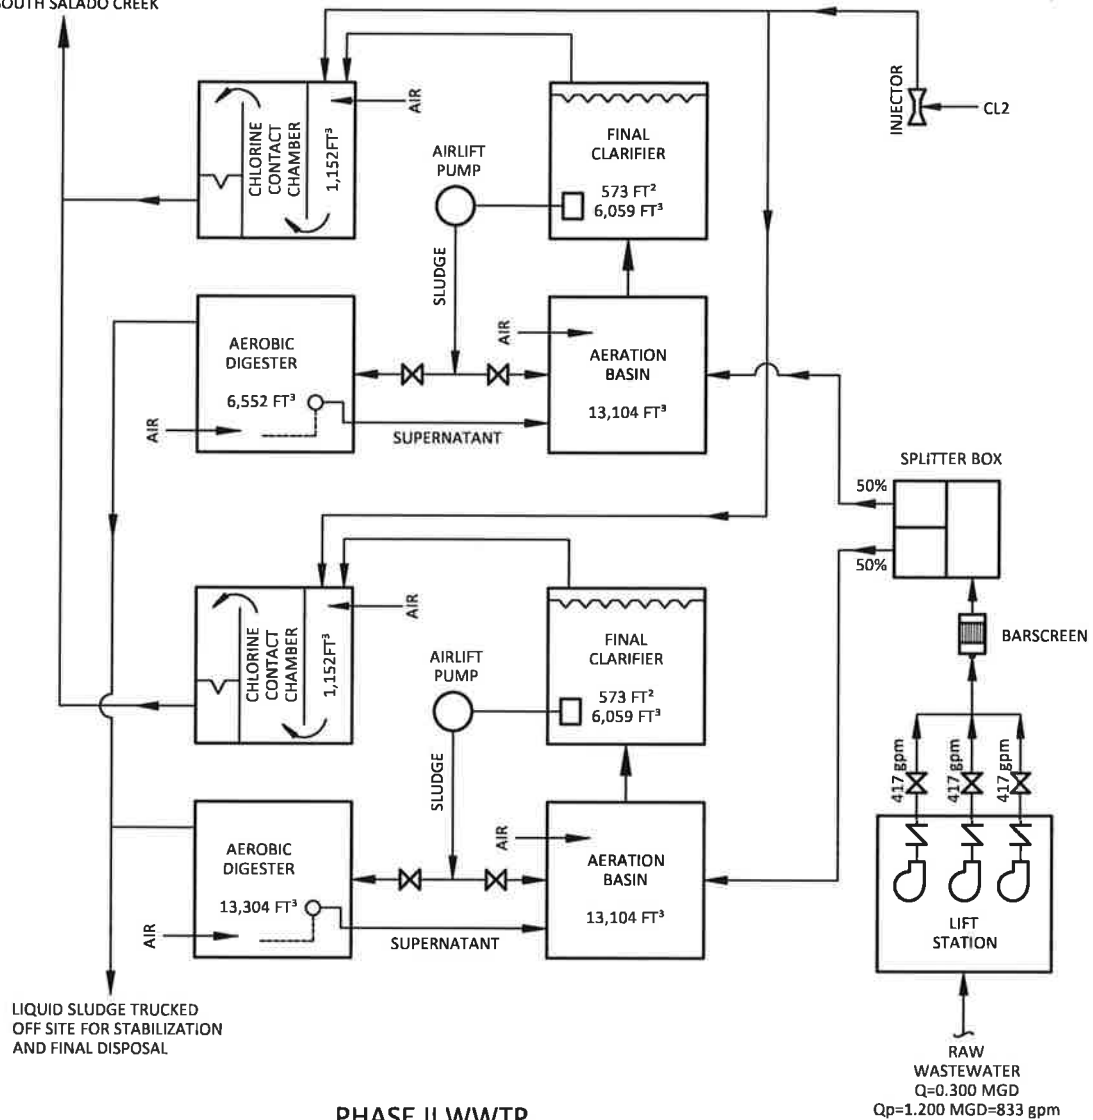 SOUTH SALADO CREEK
INJECTOR
CL2
CHLORINE
CONTACT
CHAMBER
1,152FT³
AIR
AIRLIFT
PUMP
FINAL
CLARIFIER
573 FT²
6,059 FT³
SLUDGE
AEROBIC
DIGESTER
6,552 FT³
AIR
AIR
AERATION
BASIN
13,104 FT³
SUPERNATANT
SPLITTER BOX
50%
50%
BARSCREEN
CHLORINE
CONTACT
CHAMBER
1,152FT³
AIR
AIRLIFT
PUMP
FINAL
CLARIFIER
573 FT²
6,059 FT³
SLUDGE
AEROBIC
DIGESTER
13,304 FT³
AIR
AIR
AERATION
BASIN
13,104 FT³
SUPERNATANT
417 gpm
417 gpm
417 gpm
LIFT
STATION
LIQUID SLUDGE TRUCKED
OFF SITE FOR STABILIZATION
AND FINAL DISPOSAL
RAW
WASTEWATER
Q=0.300 MGD
Qp=1.200 MGD=833 gpm
PHASE II WWTP